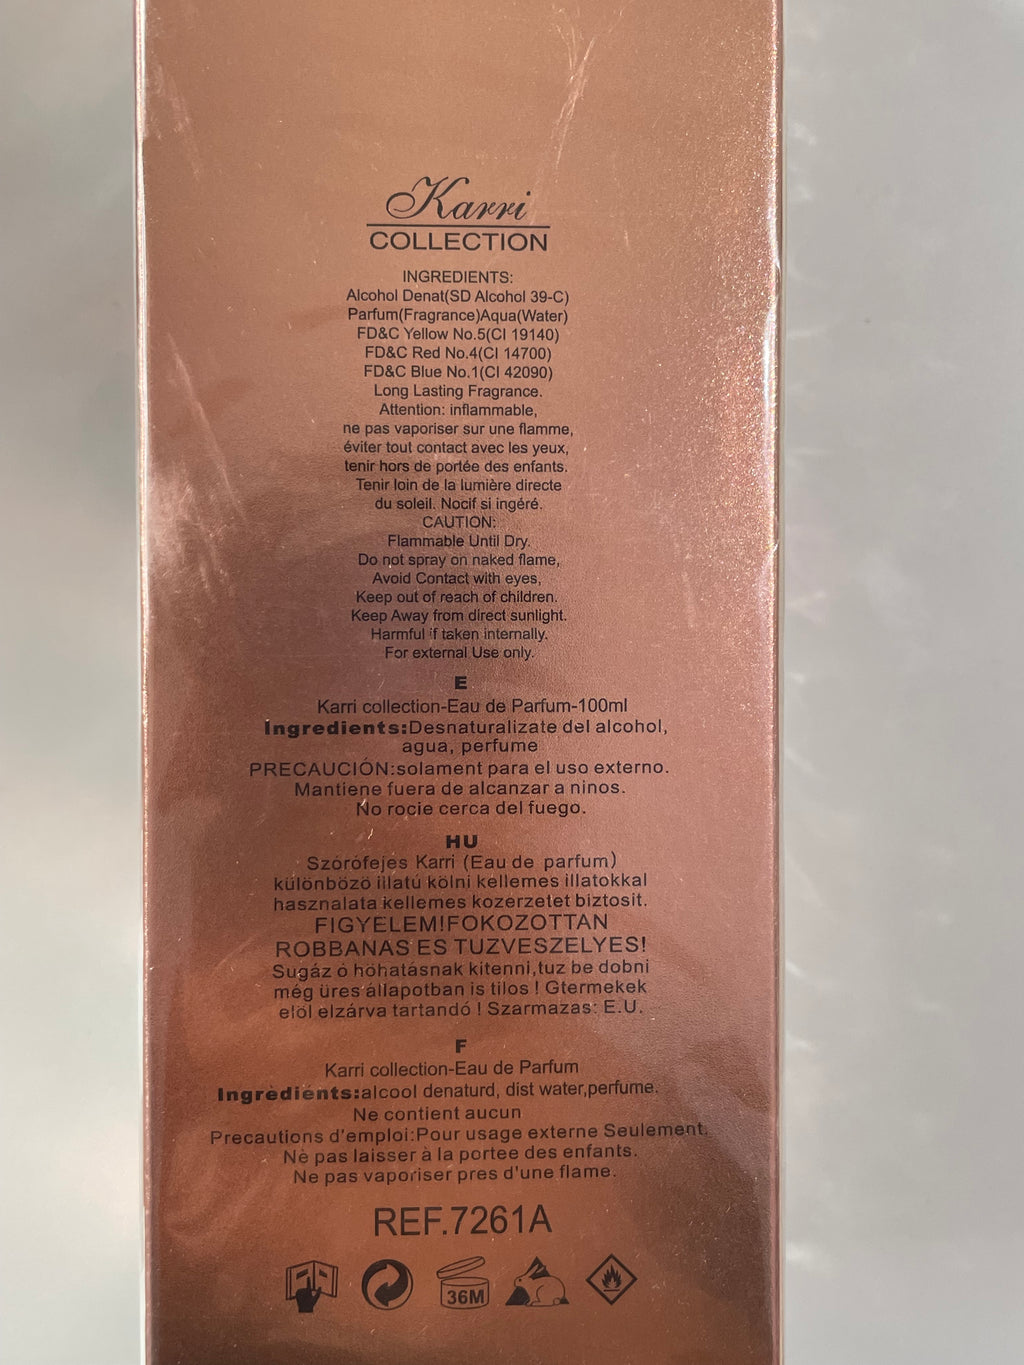 Karri
COLLECTION
INGREDIENTS:
Alcohol Denat(SD Alcohol 39-C)
Parfum(Fragrance)Aqua(Water)
FD&C Yellow No.5(CI 19140)
FD&C Red No.4(CI 14700)
FD&C Blue No.1(CI 42090)
Long Lasting Fragrance.
Attention: inflammable,
ne pas vaporiser sur une flamme,
éviter tout contact avec les yeux,
tenir hors de portée des enfants.
Tenir loin de la lumière directe
du soleil. Nocif si ingéré.
CAUTION:
Flammable Until Dry.
Do not spray on naked flame,
Avoid Contact with eyes,
Keep out of reach of children.
Keep Away from direct sunlight.
Harmful if taken internally.
For external Use only.
E
Karri collection-Eau de Parfum-100ml
Ingredients:Desnaturalizate del alcohol,
agua, perfume
PRECAUCIÓN:solament para el uso externo.
Mantiene fuera de alcanzar a ninos.
No rocie cerca del fuego.
HU
Szórófejes Karri (Eau de parfum)
különbözö illatú kölni kellemes illatokkal
hasznalata kellemes kozerzetet biztosit.
FIGYELEM!FOKOZOTTAN
ROBBANAS ES TUZVESZELYES!
Sugáz ó höhatásnak kitenni,tuz be dobni
még üres állapotban is tilos ! Gtermekek
elöl elzárva tartandó ! Szarmazas: E.U.
F
Karri collection-Eau de Parfum
Ingredients:alcool denaturd, dist water,perfume.
Ne contient aucun
Precautions d'emploi:Pour usage externe Seulement.
Nè pas laisser à la portee des enfants.
Ne pas vaporiser pres d'une flame.
REF.7261A
36M